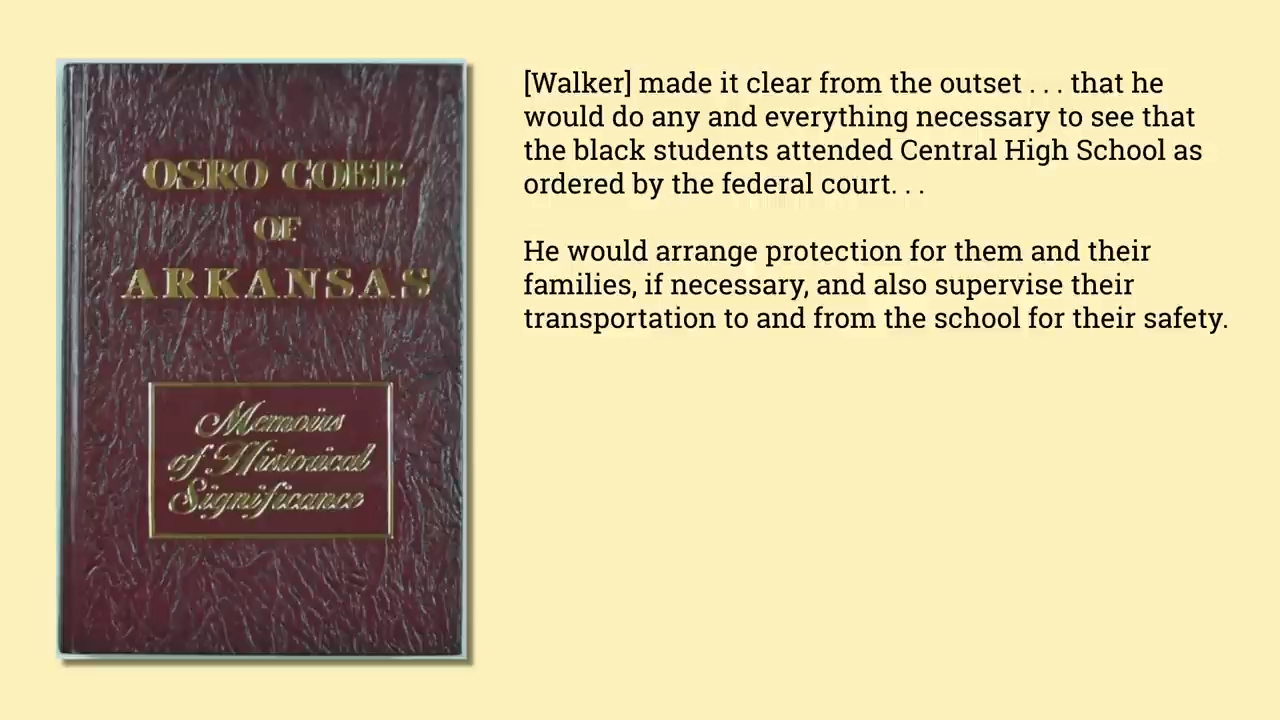 OSRO COBB
OF
ARKANSAS
Memoirs
of Historical
Significance
[Walker] made it clear from the outset . . . that he
would do any and everything necessary to see that
the black students attended Central High School as
ordered by the federal court. . .
He would arrange protection for them and their
families, if necessary, and also supervise their
transportation to and from the school for their safety.